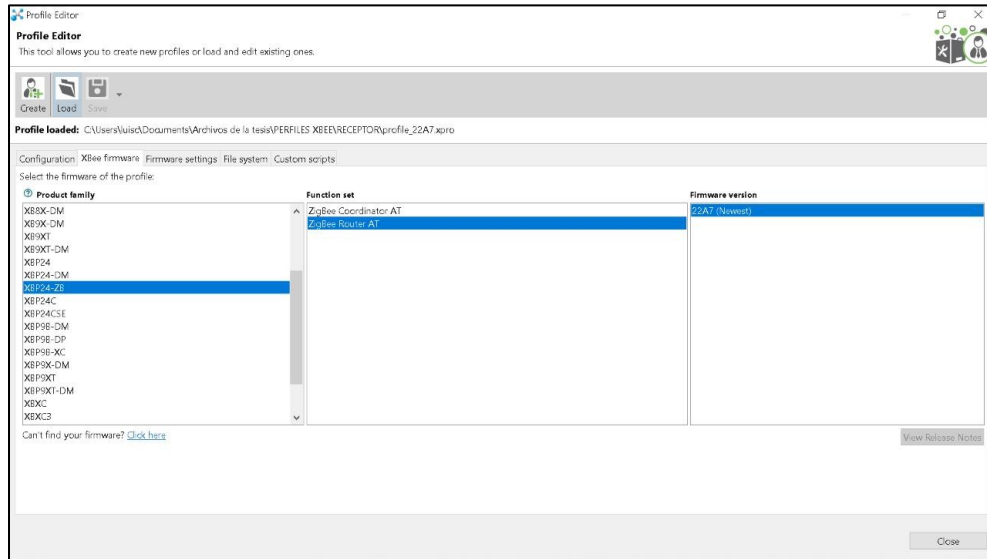 Profile Editor
Profile Editor
This tool allows you to create new profiles or load and edit existing ones.
Create Load Save
Profile loaded: C:\Users\luisc\Documents\Archivos de la tesis\PERFILES XBEE\RECEPTOR\profile_22A7.xpro
Configuration XBee firmware Firmware settings File system Custom scripts
Select the firmware of the profile:
Product family Function set Firmware version
XB8X-DM ZigBee Coordinator AT 22A7 (Newest)
XB9X-DM ZigBee Router AT
XB9XT
XB9XT-DM
XBP24
XBP24-DM
XBP24-ZB
XBP24C
XBP24CSE
XBP9B-DM
XBP9B-DP
XBP9B-XC
XBP9X-DM
XBP9XT
XBP9XT-DM
XBXC
XBXC3
Can't find your firmware? Click here
View Release Notes
Close